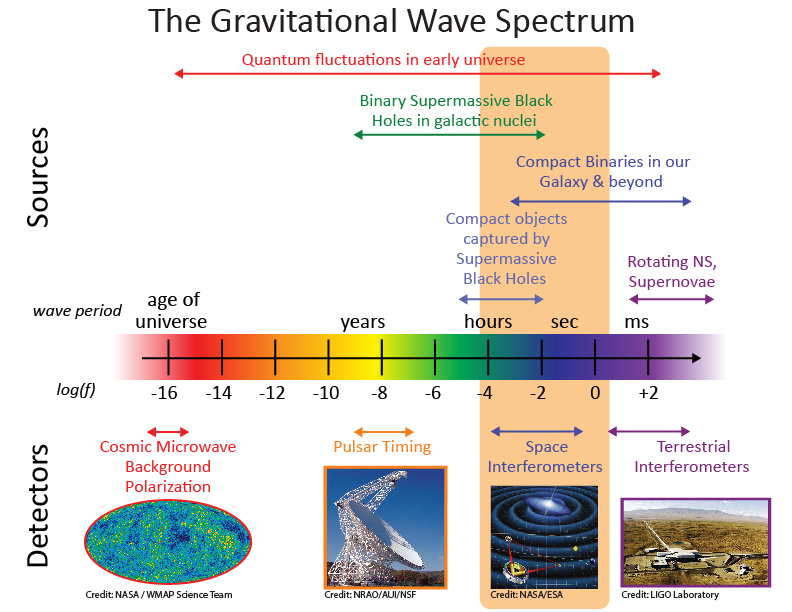 The Gravitational Wave Spectrum
Sources
Quantum fluctuations in early universe
Binary Supermassive Black
Holes in galactic nuclei
Compact Binaries in our
Galaxy & beyond
Compact objects
captured by
Supermassive
Black Holes
Rotating NS,
Supernovae
wave period
age of
universe
years
hours
sec
ms
log(f)
-16
-14
-12
-10
-8
-6
-4
-2
0
+2
Detectors
Cosmic Microwave
Background
Polarization
Pulsar Timing
Space
Interferometers
Terrestrial
Interferometers
Credit: NASA / WMAP Science Team
Credit: NRAO/AUI/NSF
Credit: NASA/ESA
Credit: LIGO Laboratory